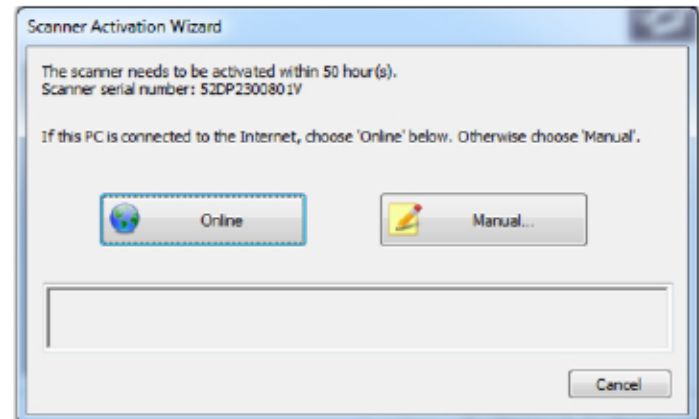 Scanner Activation Wizard
The scanner needs to be activated within 50 hour(s).
Scanner serial number: 52DP2300801V
If this PC is connected to the Internet, choose 'Online' below. Otherwise choose 'Manual'.
Online
Manual...
Cancel